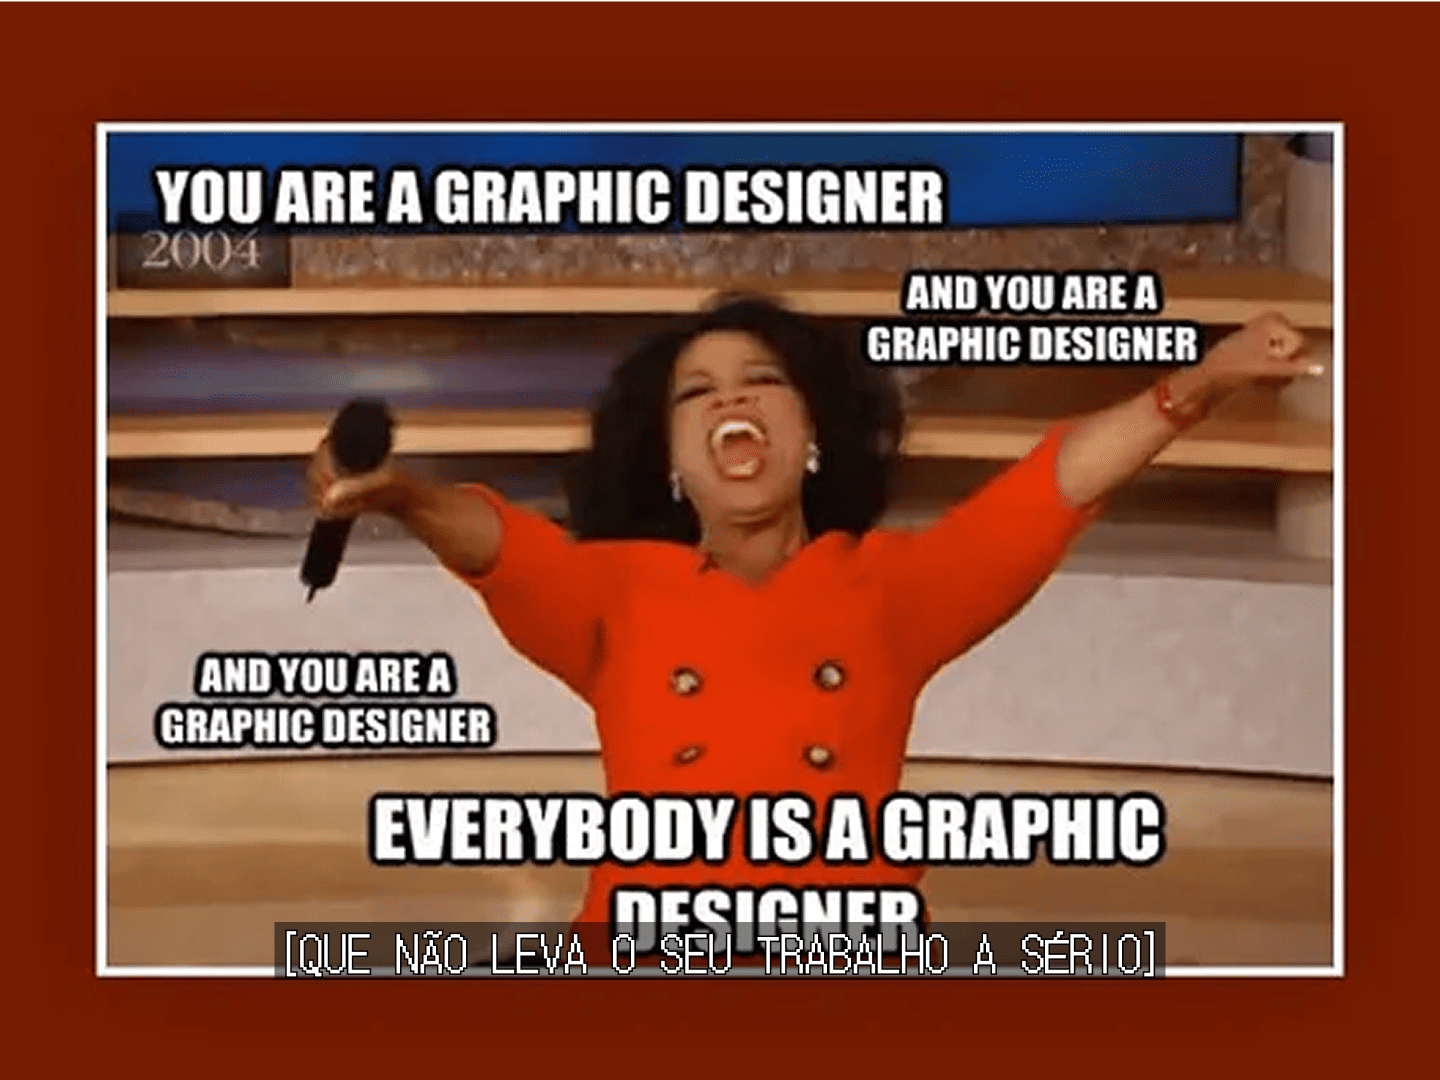 YOU ARE A GRAPHIC DESIGNER
2004
AND YOU ARE A
GRAPHIC DESIGNER
AND YOU ARE A
GRAPHIC DESIGNER
EVERYBODY IS A GRAPHIC
DESIGNER
[QUE NÃO LEVA O SEU TRABALHO A SÉRIO]